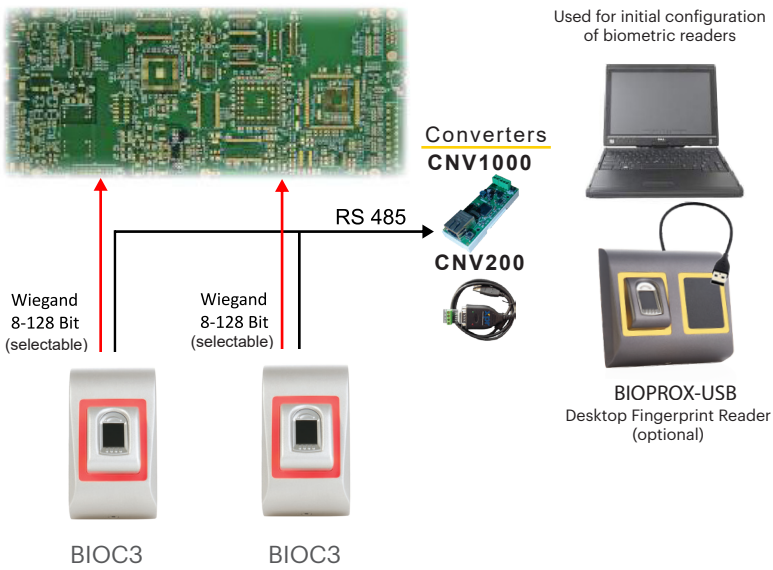 Used for initial configuration
of biometric readers
Converters
CNV1000
RS 485
CNV200
Wiegand
8-128 Bit
(selectable)
Wiegand
8-128 Bit
(selectable)
BIOPROX-USB
Desktop Fingerprint Reader
(optional)
BIOC3
BIOC3